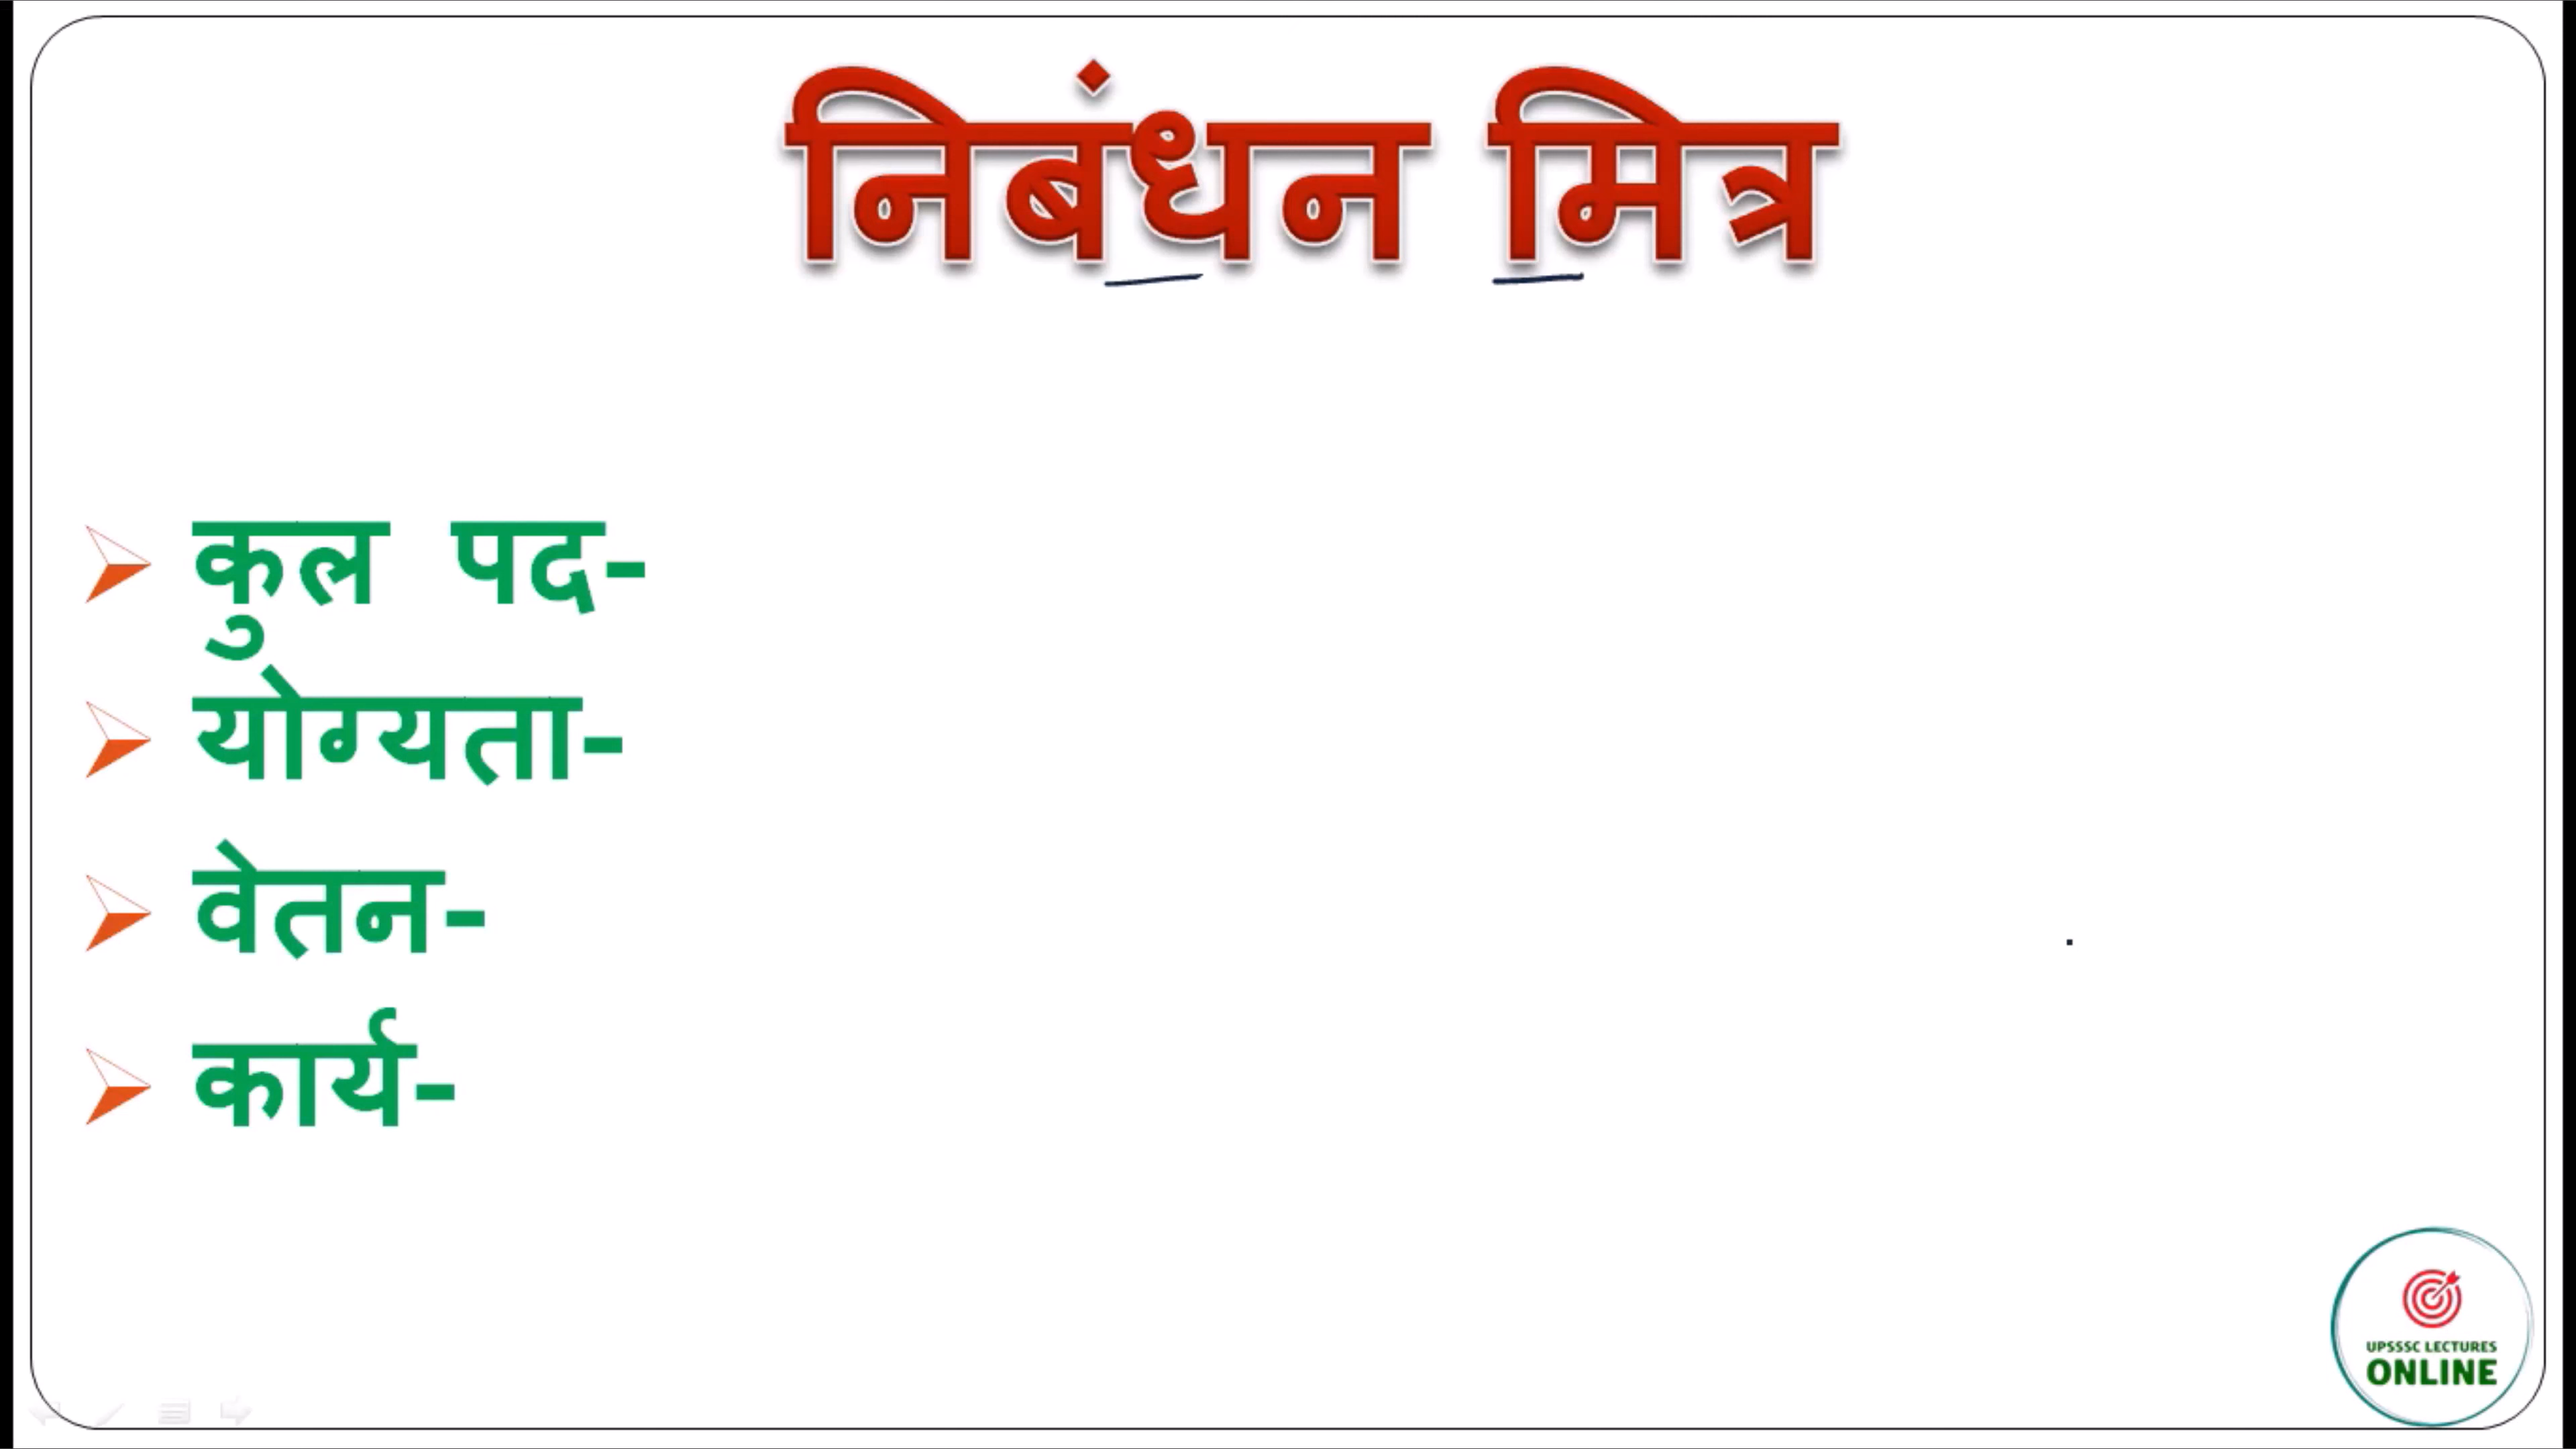 निबंधन मित्र
कुल पद-
योग्यता-
वेतन-
कार्य-
UPSSSC LECTURES
ONLINE